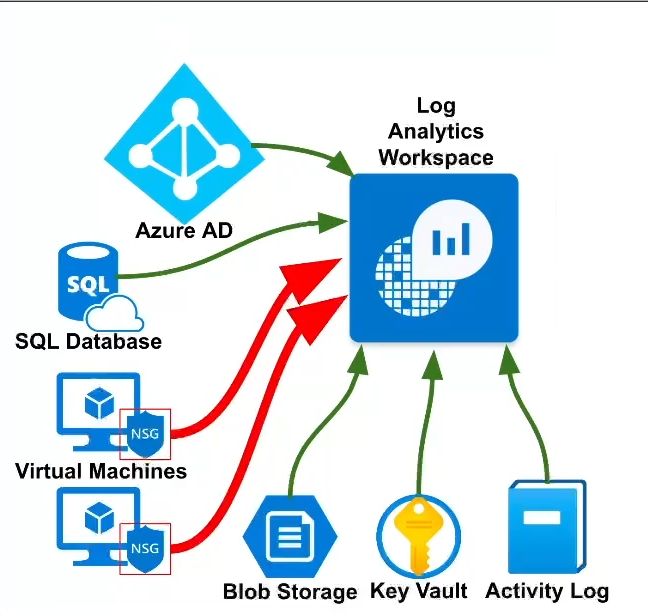 Log
Analytics
Workspace
Azure AD
SQL
SQL Database
NSG
Virtual Machines
NSG
Blob Storage
Key Vault
Activity Log